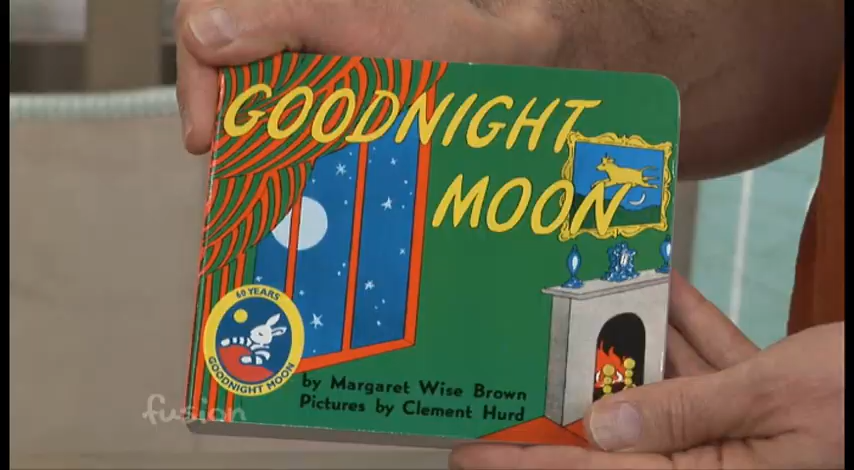 GOODNIGHT
MOON
60 YEARS
GOODNIGHT MOON
by Margaret Wise Brown
Pictures by Clement Hurd
fusion